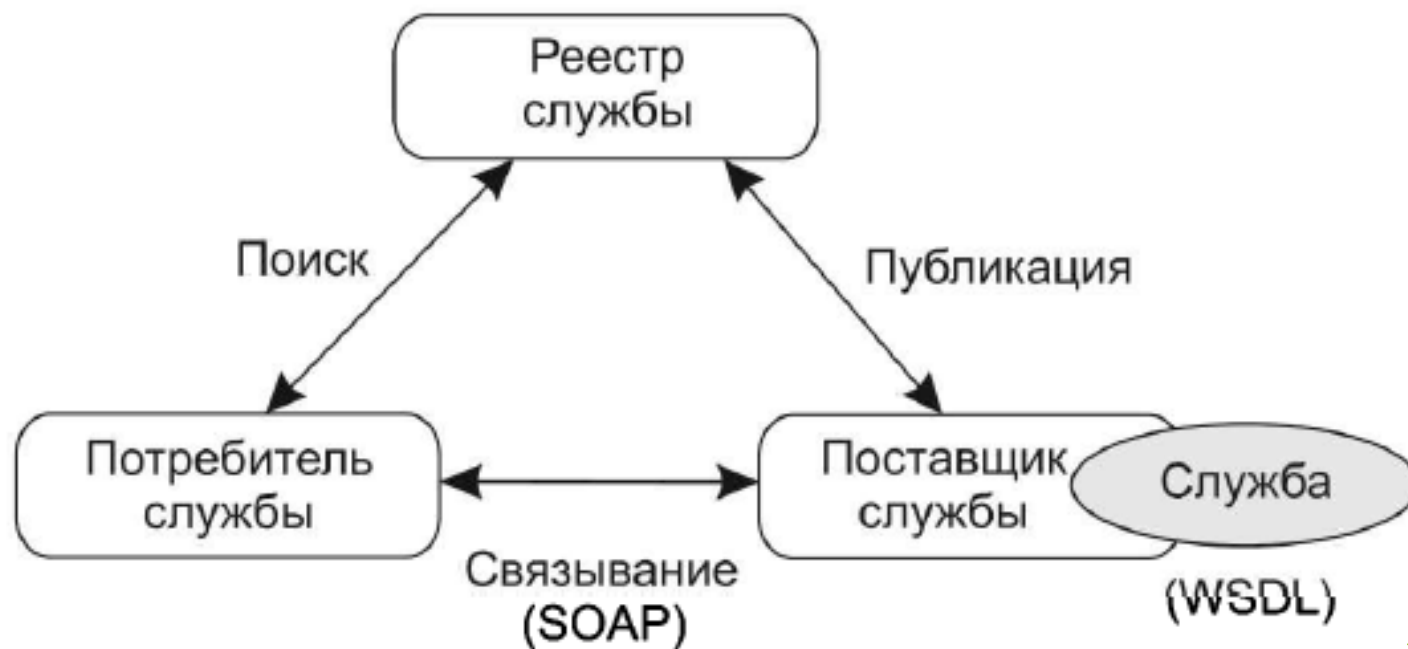 Реестр
службы
Поиск
Публикация
Потребитель
службы
Поставщик
службы
Служба
Связывание
(SOAP)
(WSDL)